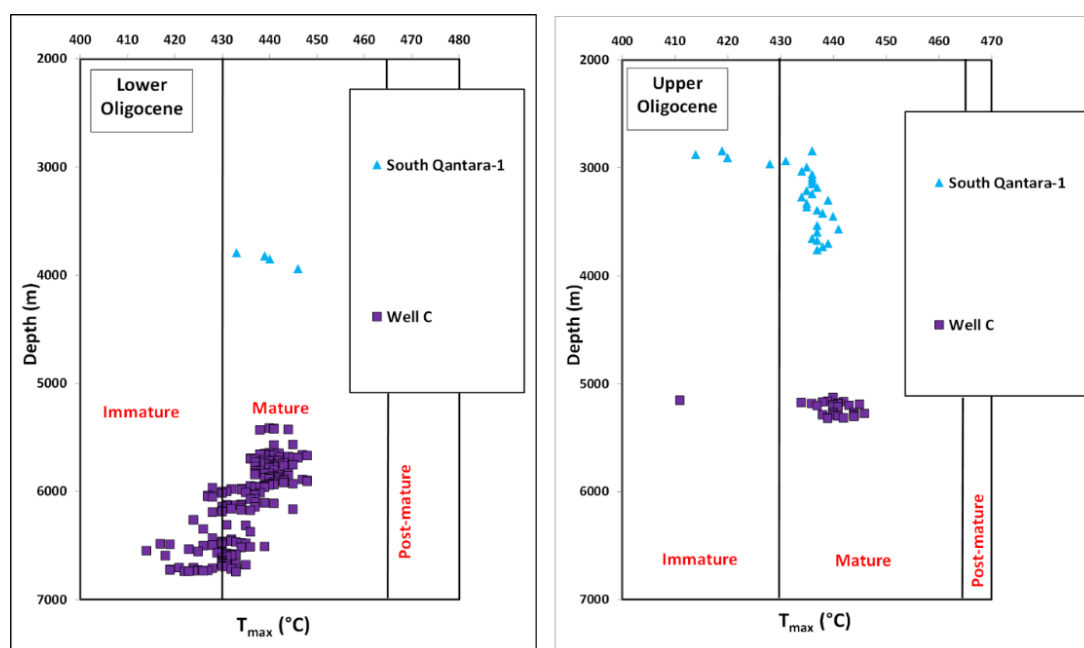 400 410 420 430 440 450 460 470 480
2000
3000
4000
5000
6000
7000
Depth (m)
Lower
Oligocene
South Qantara-1
Well C
Immature
Mature
Post-mature
Tmax (°C)
400 410 420 430 440 450 460 470
2000
3000
4000
5000
6000
7000
Depth (m)
Upper
Oligocene
South Qantara-1
Well C
Immature
Mature
Post-mature
Tmax (°C)